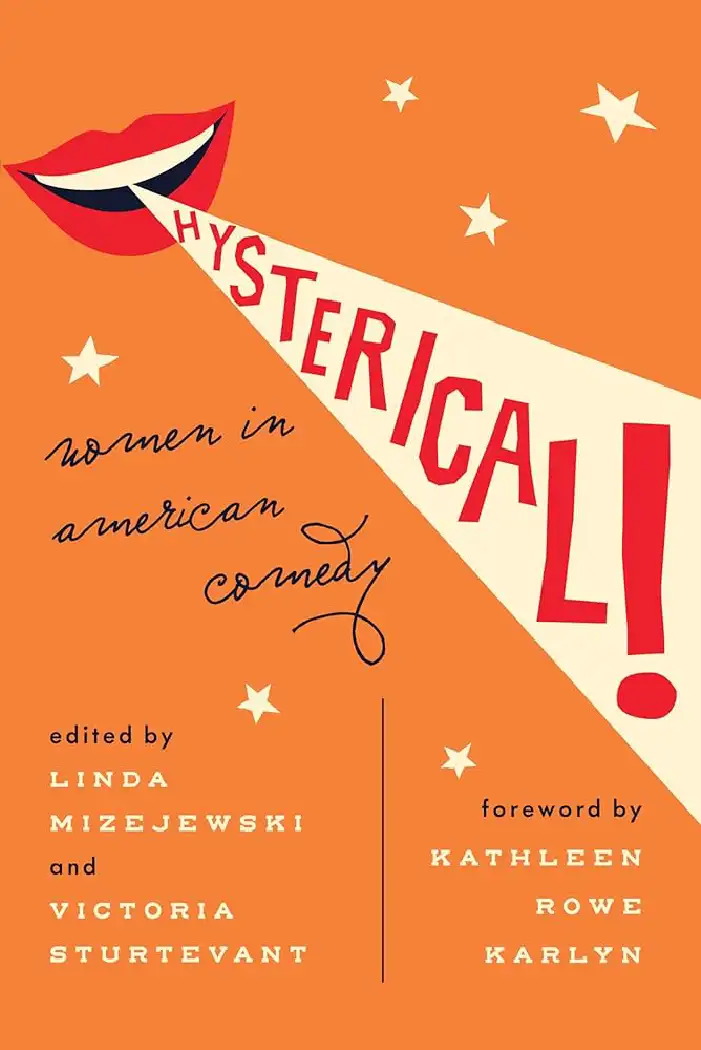 HYSTERICAL!
women in
american
comedy
edited by
LINDA
MIZEJEWSKI
and
VICTORIA
STURTEVANT
foreword by
KATHLEEN
ROWE
KARLYN